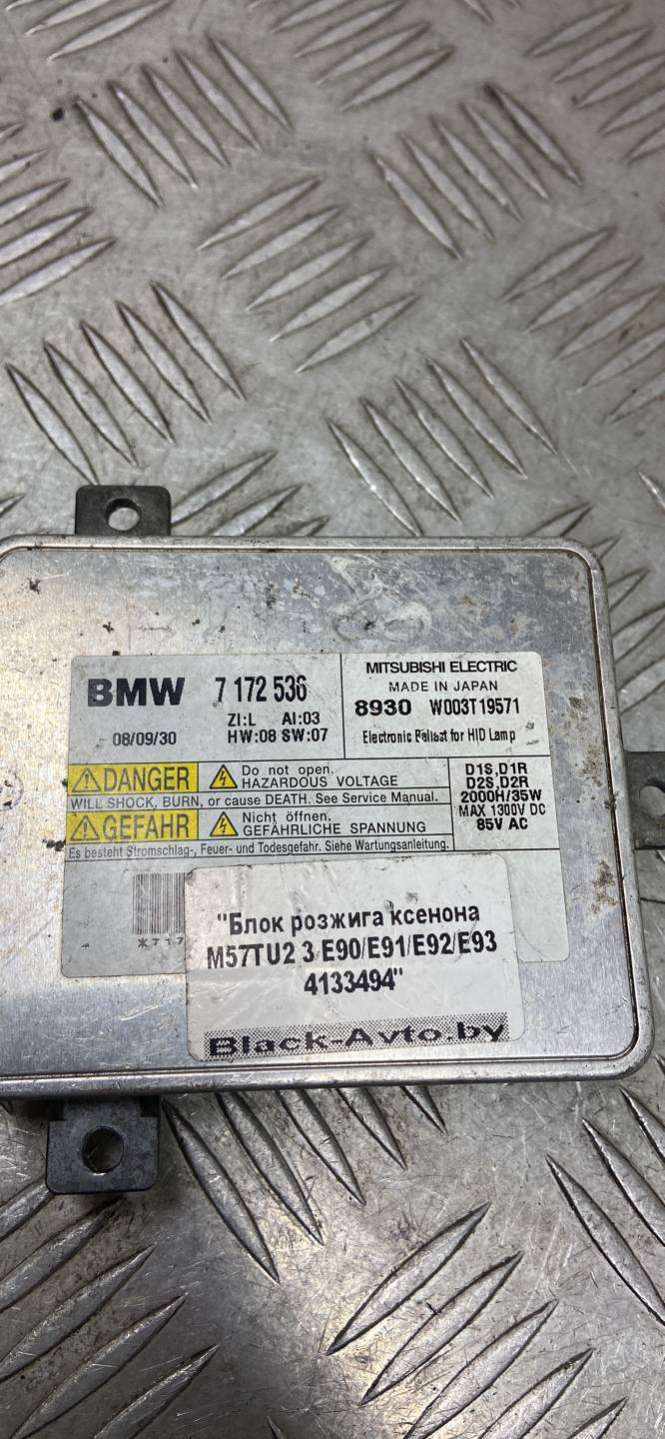 BMW 7 172 536
08/09/30
ZI:L AI:03
HW:08 SW:07
MITSUBISHI ELECTRIC
MADE IN JAPAN
8930 W003T19571
Electronic Ballast for HID Lamp
DANGER
Do not open.
HAZARDOUS VOLTAGE
WILL SHOCK, BURN, or cause DEATH. See Service Manual.
GEFAHR
Nicht öffnen.
GEFÄHRLICHE SPANNUNG
Es besteht Stromschlag-, Feuer- und Todesgefahr. Siehe Wartungsanleitung.
D1S,D1R
D2S,D2R
2000H/35W
MAX 1300V DC
85V AC
"Блок розжига ксенона
M57TU2 3 E90/E91/E92/E93
4133494"
Black-Avto.by